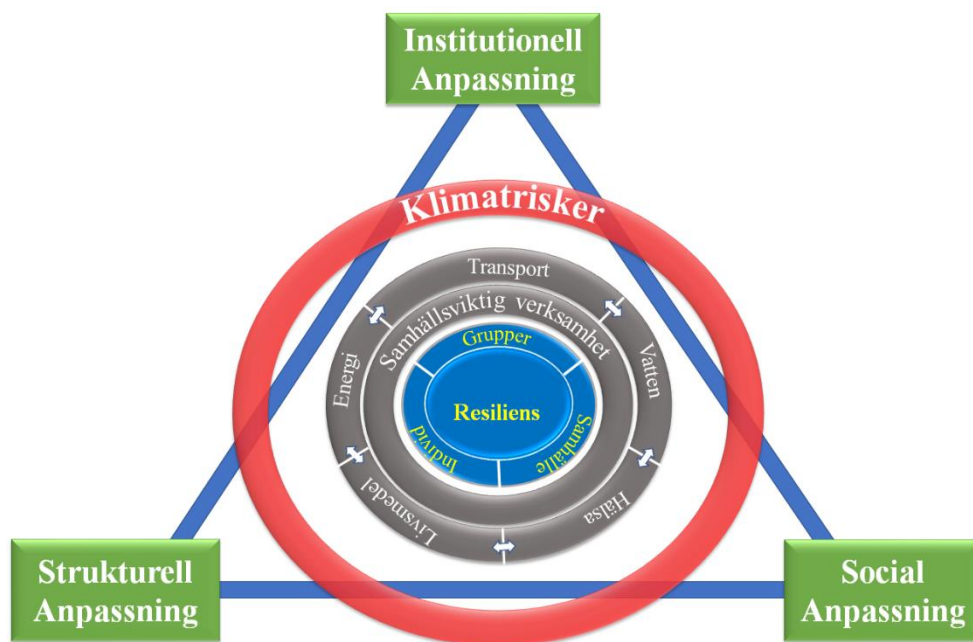 Institutionell
Anpassning
Klimatrisker
Transport
Samhällsviktig verksamhet
Grupper
Energi
Vatten
Resiliens
Individ
Samhälle
Livsmedel
Hälsa
Strukturell
Anpassning
Social
Anpassning